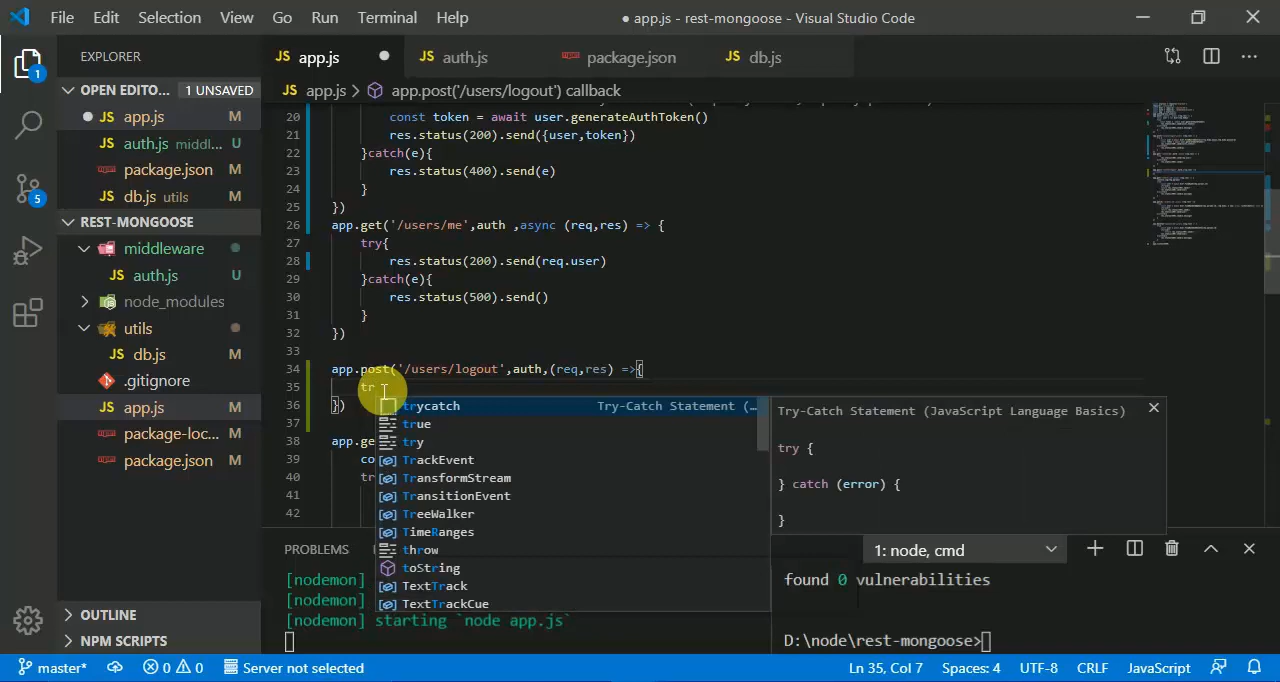 File Edit Selection View Go Run Terminal Help ● app.js - rest-mongoose - Visual Studio Code
EXPLORER
JS app.js JS auth.js package.json JS db.js
JS app.js > app.post('/users/logout') callback
OPEN EDITO... 1 UNSAVED
JS app.js M
JS auth.js middl... U
package.json M
JS db.js utils M
REST-MONGOOSE
middleware
JS auth.js U
node_modules
utils
JS db.js M
.gitignore
JS app.js M
package-loc... M
package.json M
OUTLINE
NPM SCRIPTS
1
5
20 const token = await user.generateAuthToken()
21 res.status(200).send({user,token})
22 }catch(e){
23 res.status(400).send(e)
24 }
25 })
26 app.get('/users/me',auth ,async (req,res) => {
27 try{
28 res.status(200).send(req.user)
29 }catch(e){
30 res.status(500).send()
31 }
32 })
33
34 app.post('/users/logout',auth,(req,res) =>{
35 tr
36 })
37
38 app.ge
39 co
40 tr
41
42
trycatch Try-Catch Statement (…
true
try
TrackEvent
TransformStream
TransitionEvent
TreeWalker
TimeRanges
throw
toString
TextTrack
TextTrackCue
Try-Catch Statement (JavaScript Language Basics)
try {
} catch (error) {
}
PROBLEMS 1: node, cmd
[nodemon]
[nodemon]
[nodemon] starting `node app.js`
found 0 vulnerabilities
D:\node\rest-mongoose>
master* 0 0 Server not selected Ln 35, Col 7 Spaces: 4 UTF-8 CRLF JavaScript